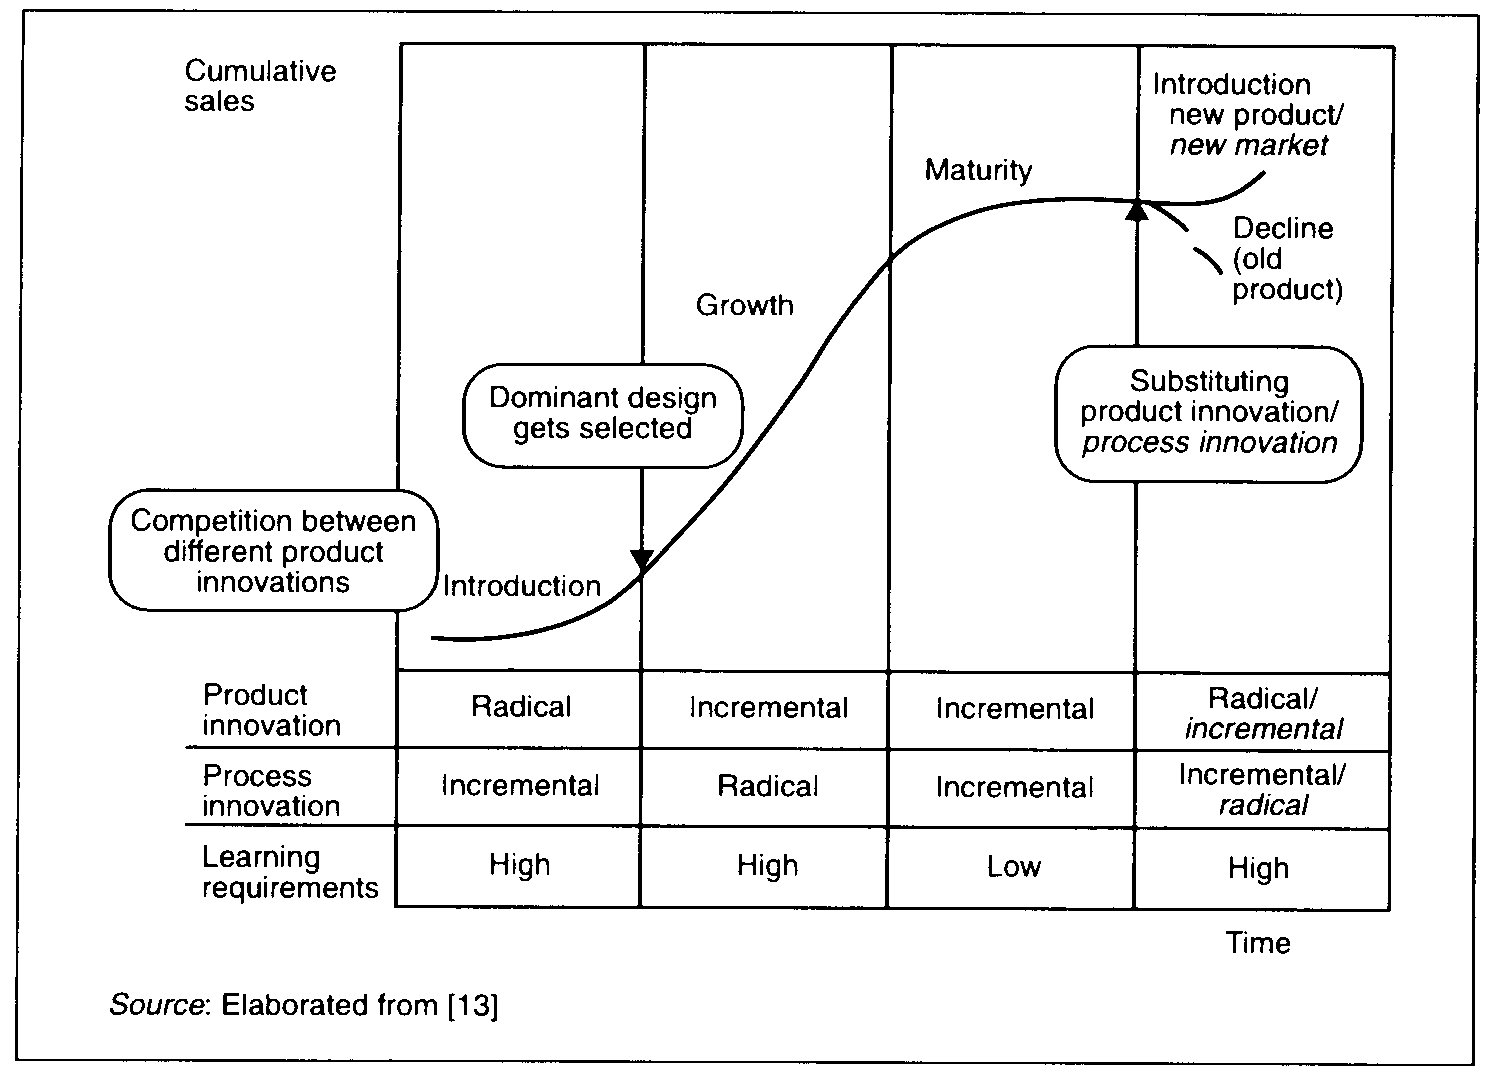 Cumulative
sales
Introduction
new product/
new market
Maturity
Decline
(old
product)
Growth
Substituting
product innovation/
process innovation
Dominant design
gets selected
Competition between
different product
innovations
Introduction
Product
innovation
Radical
Incremental
Incremental
Radical/
incremental
Process
innovation
Incremental
Radical
Incremental
Incremental/
radical
Learning
requirements
High
High
Low
High
Time
Source: Elaborated from [13]